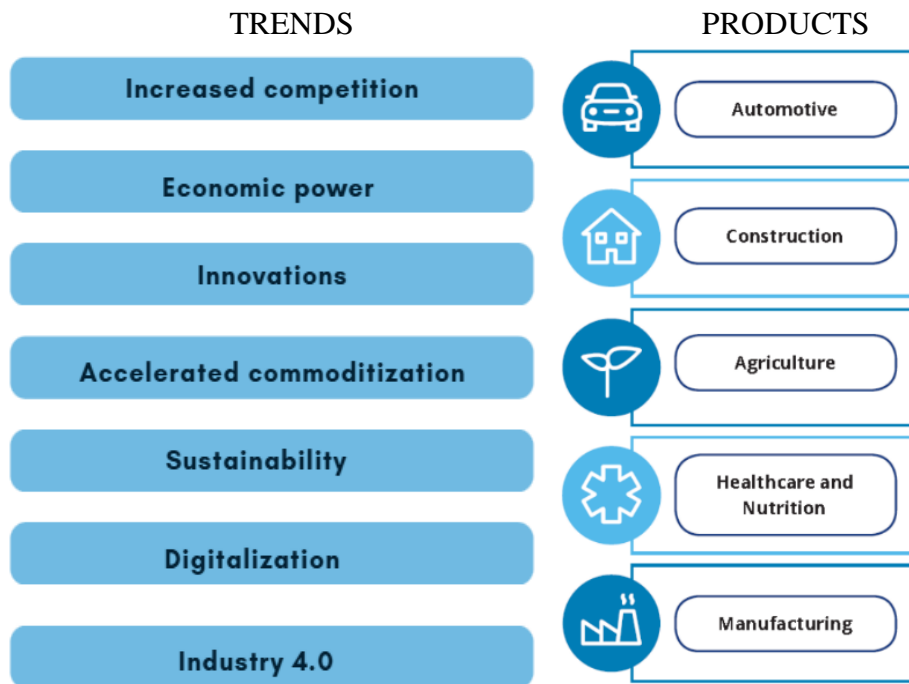 TRENDS
Increased competition
Economic power
Innovations
Accelerated commoditization
Sustainability
Digitalization
Industry 4.0
PRODUCTS
Automotive
Construction
Agriculture
Healthcare and
Nutrition
Manufacturing